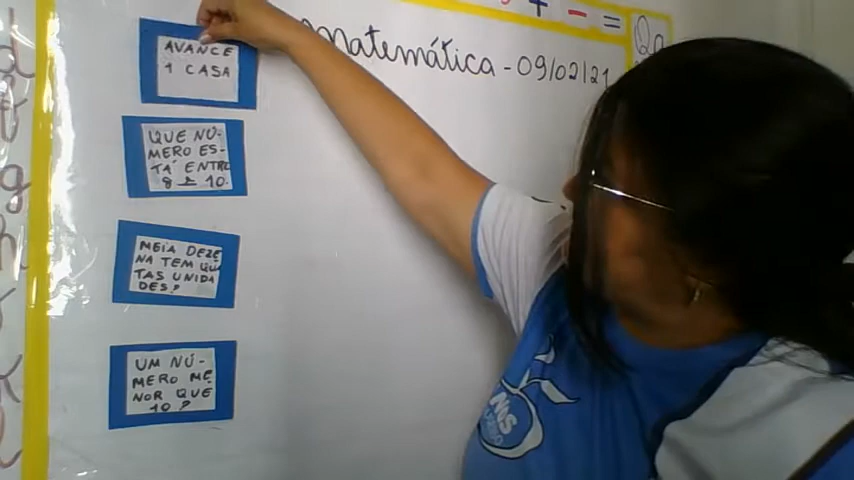 matemática - 09/02/21
+ - =
AVANCE
1 CASA
QUE NÚ-
MERO ES-
TÁ ENTRE
8 E 10.
MEIA DEZE
NA TEM QUA
TAS UNIDA
DES?
UM NÚ-
MERO ME
NOR QUE
10?